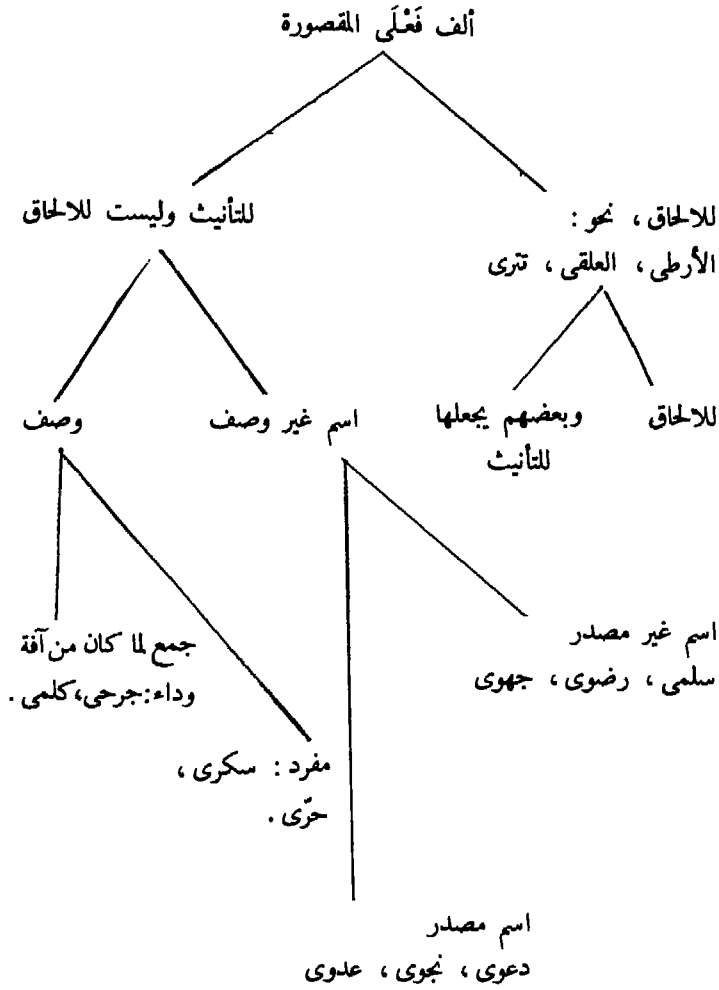 ألف فَعْلَى المقصورة
للالحاق ، نحو :
الأرطى ، العلقى ، تترى
للتأنيث وليست للالحاق
للالحاق
وبعضهم يجعلها
للتأنيث
اسم غير وصف
وصف
اسم غير مصدر
سلمى ، رضوى ، جهوى
جمع لما كان من آفة
وداء:جرحى،كلمى .
مفرد : سكرى ،
حرّى .
اسم مصدر
دعوى ، نجوى ، عدوى